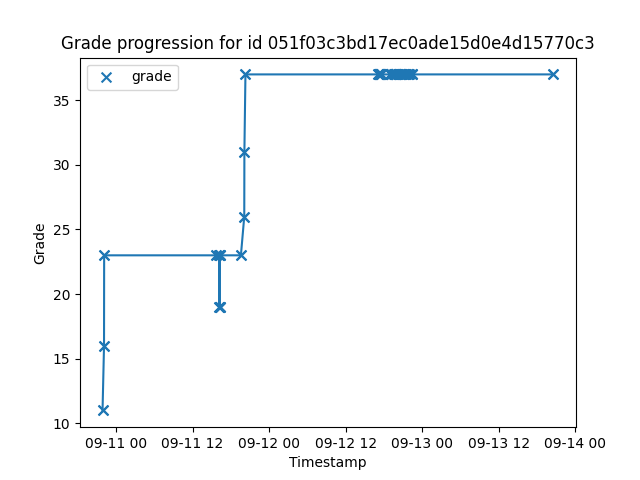 Grade progression for id 051f03c3bd17ec0ade15d0e4d15770c3
grade
35
30
25
20
15
10
Grade
09-11 00 09-11 12 09-12 00 09-12 12 09-13 00 09-13 12 09-14 00
Timestamp